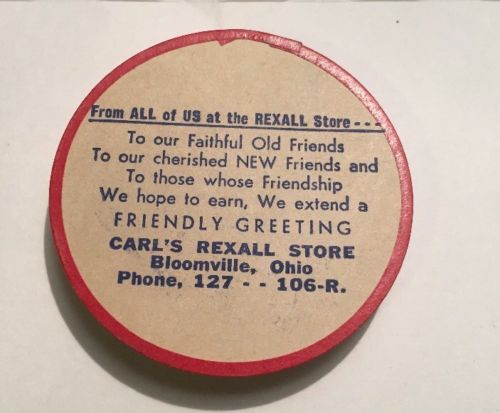 From ALL of US at the REXALL Store - - -
To our Faithful Old Friends
To our cherished NEW Friends and
To those whose Friendship
We hope to earn, We extend a
FRIENDLY GREETING
CARL'S REXALL STORE
Bloomville, Ohio
Phone, 127 - - 106-R.